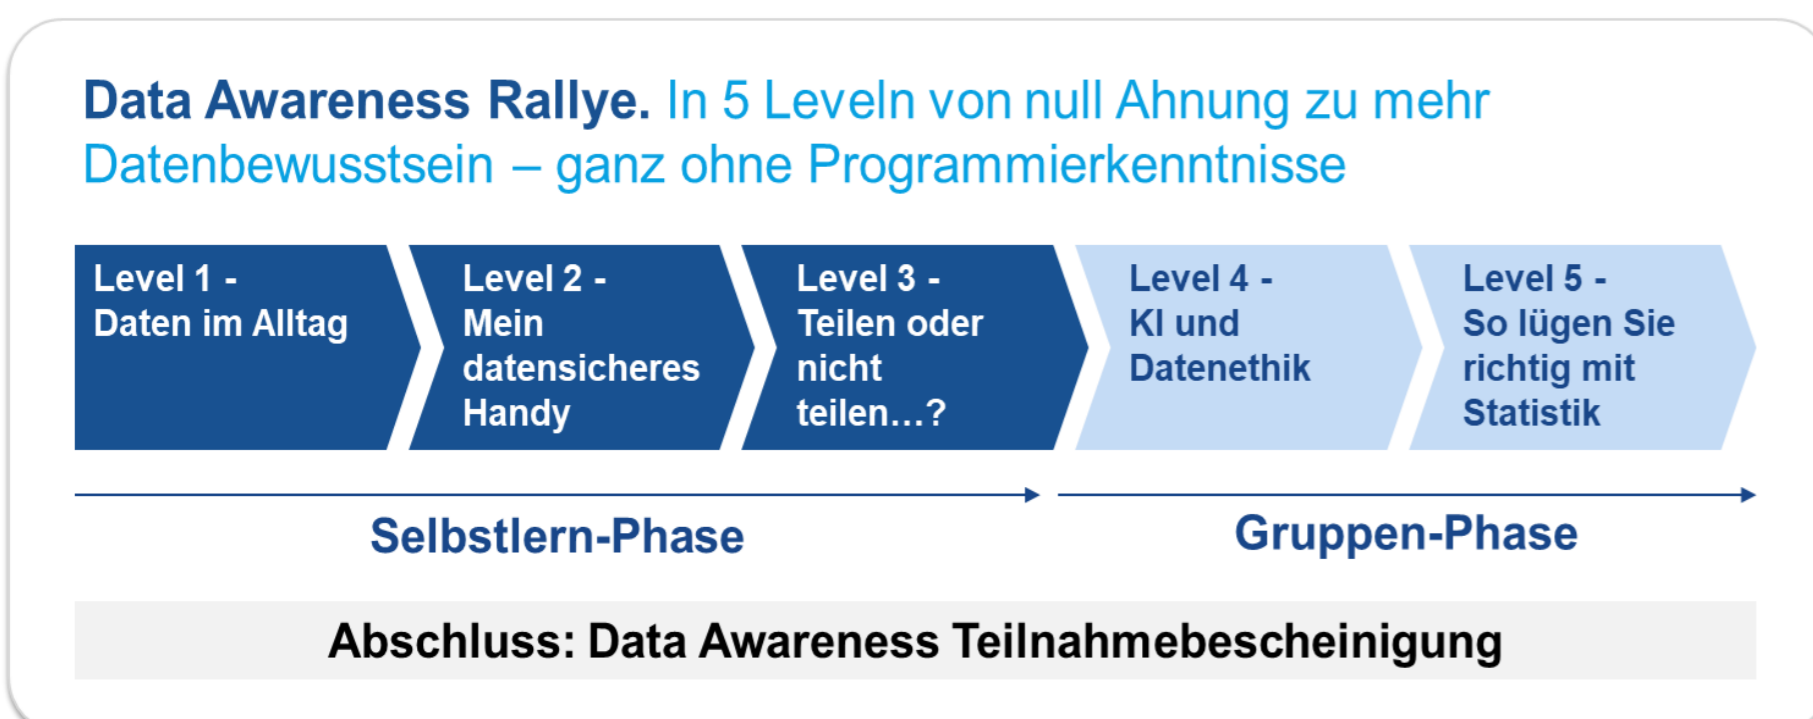 Data Awareness Rallye. In 5 Leveln von null Ahnung zu mehr
Datenbewusstsein – ganz ohne Programmierkenntnisse
Level 1 -
Daten im Alltag
Level 2 -
Mein
datensicheres
Handy
Level 3 -
Teilen oder
nicht
teilen...?
Level 4 -
KI und
Datenethik
Level 5 -
So lügen Sie
richtig mit
Statistik
Selbstlern-Phase
Gruppen-Phase
Abschluss: Data Awareness Teilnahmebescheinigung